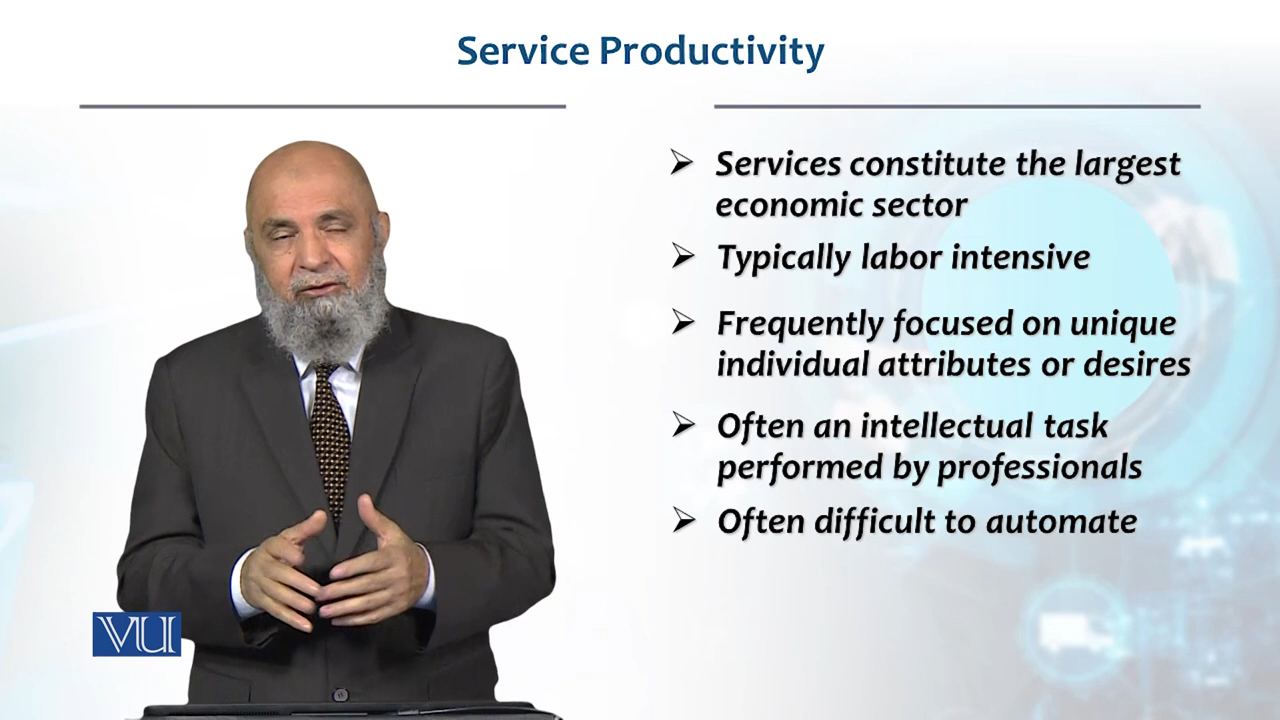 Service Productivity
➢ Services constitute the largest
economic sector
➢ Typically labor intensive
➢ Frequently focused on unique
individual attributes or desires
➢ Often an intellectual task
performed by professionals
➢ Often difficult to automate
VU